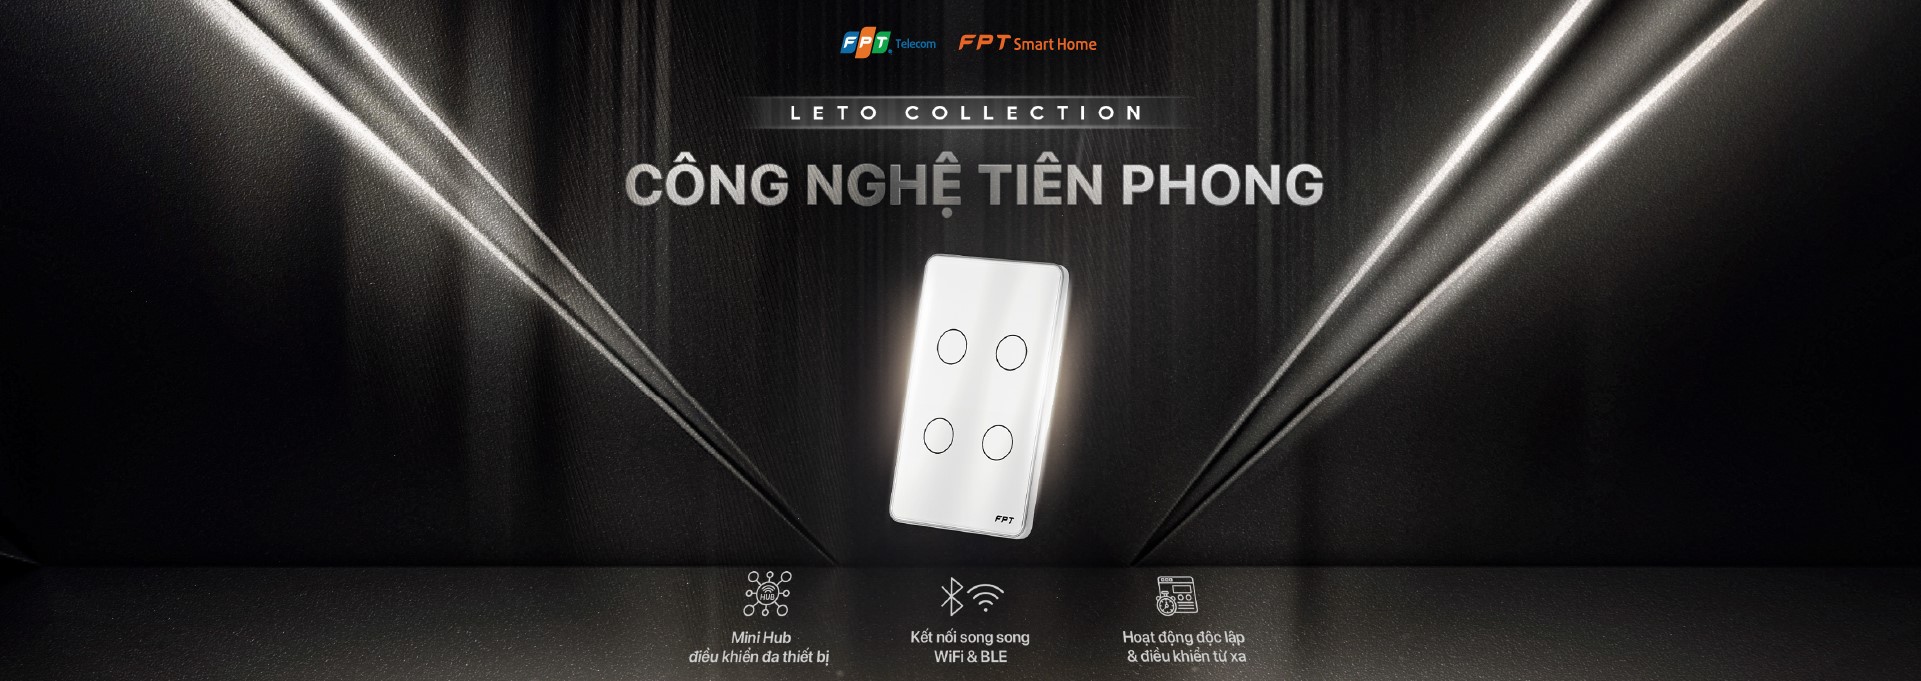 FPT Telecom FPT Smart Home
LETO COLLECTION
CÔNG NGHỆ TIÊN PHONG
FPT
HUB
Mini Hub
điều khiển đa thiết bị
Kết nối song song
WiFi & BLE
Hoạt động độc lập
& điều khiển từ xa